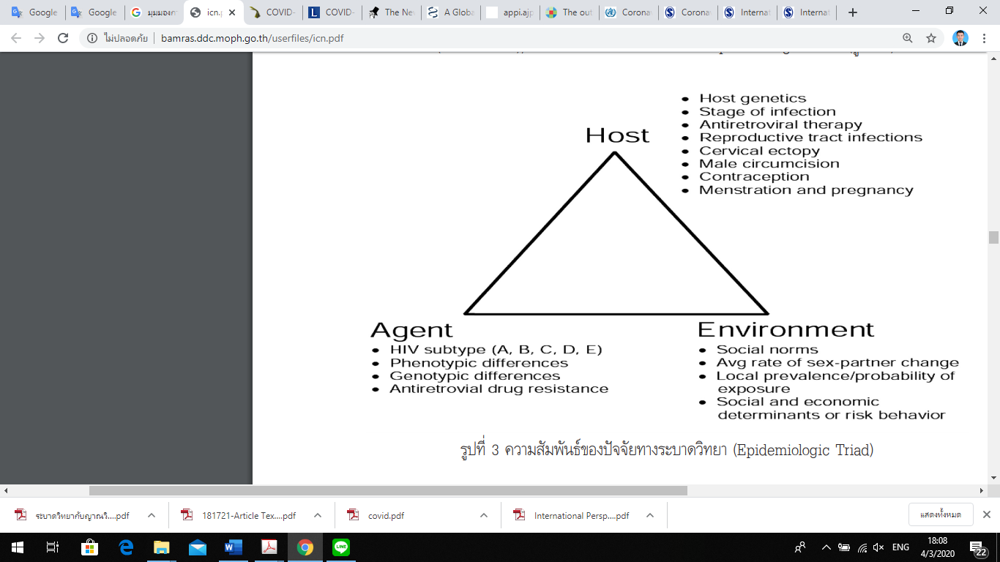 Google
Google
มุมมองก
icn.p
COVID-
COVID-
The Ne
A Globa
appi.ajp
The out
Coronav
Coronav
Internat
Internat
ไม่ปลอดภัย
bamras.ddc.moph.go.th/userfiles/icn.pdf
Host
• Host genetics
• Stage of infection
• Antiretroviral therapy
• Reproductive tract infections
• Cervical ectopy
• Male circumcision
• Contraception
• Menstration and pregnancy
Agent
• HIV subtype (A, B, C, D, E)
• Phenotypic differences
• Genotypic differences
• Antiretrovial drug resistance
Environment
• Social norms
• Avg rate of sex-partner change
• Local prevalence/probability of
exposure
• Social and economic
determinants or risk behavior
รูปที่ 3 ความสัมพันธ์ของปัจจัยทางระบาดวิทยา (Epidemiologic Triad)
ระบาดวิทยากับญาณวิ....pdf
181721-Article Tex....pdf
covid.pdf
International Persp....pdf
แสดงทั้งหมด
ENG
18:08
4/3/2020
22